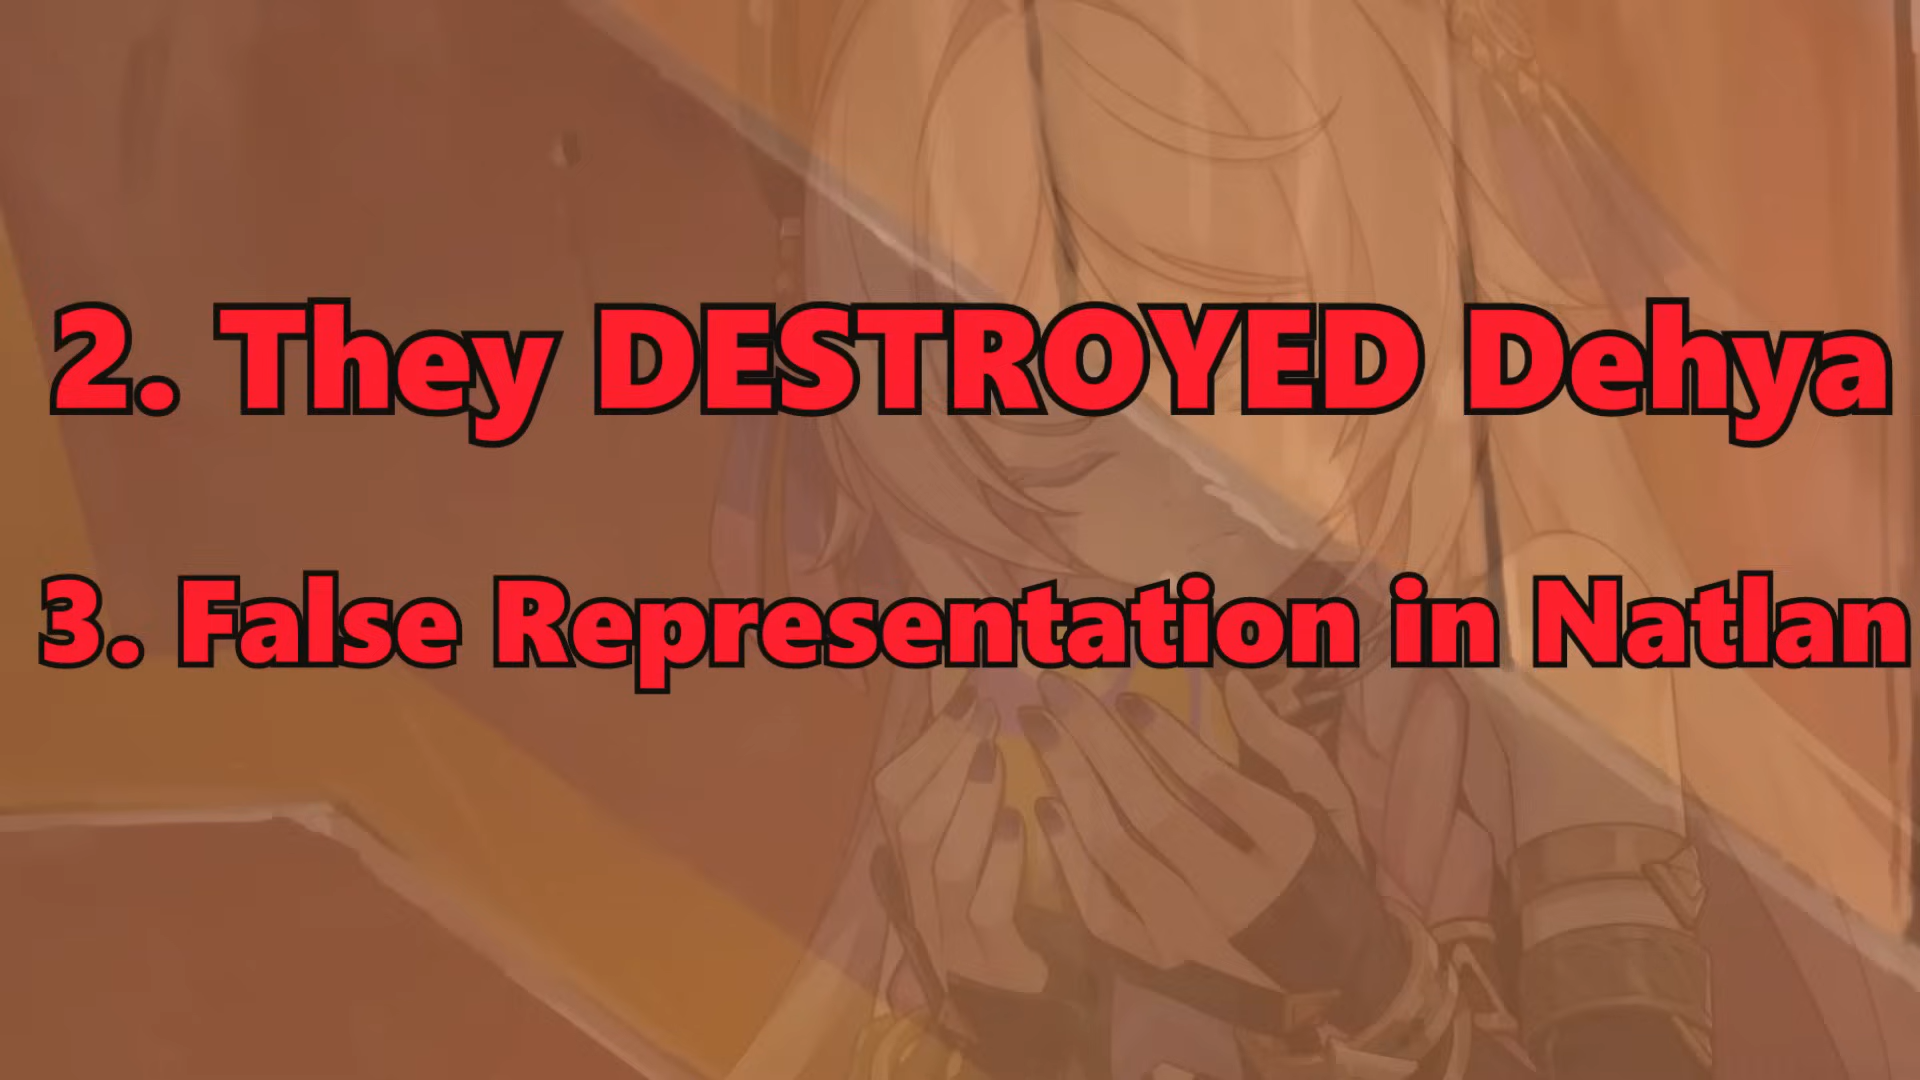 2. They DESTROYED Dehya
3. False Representation in Natlan